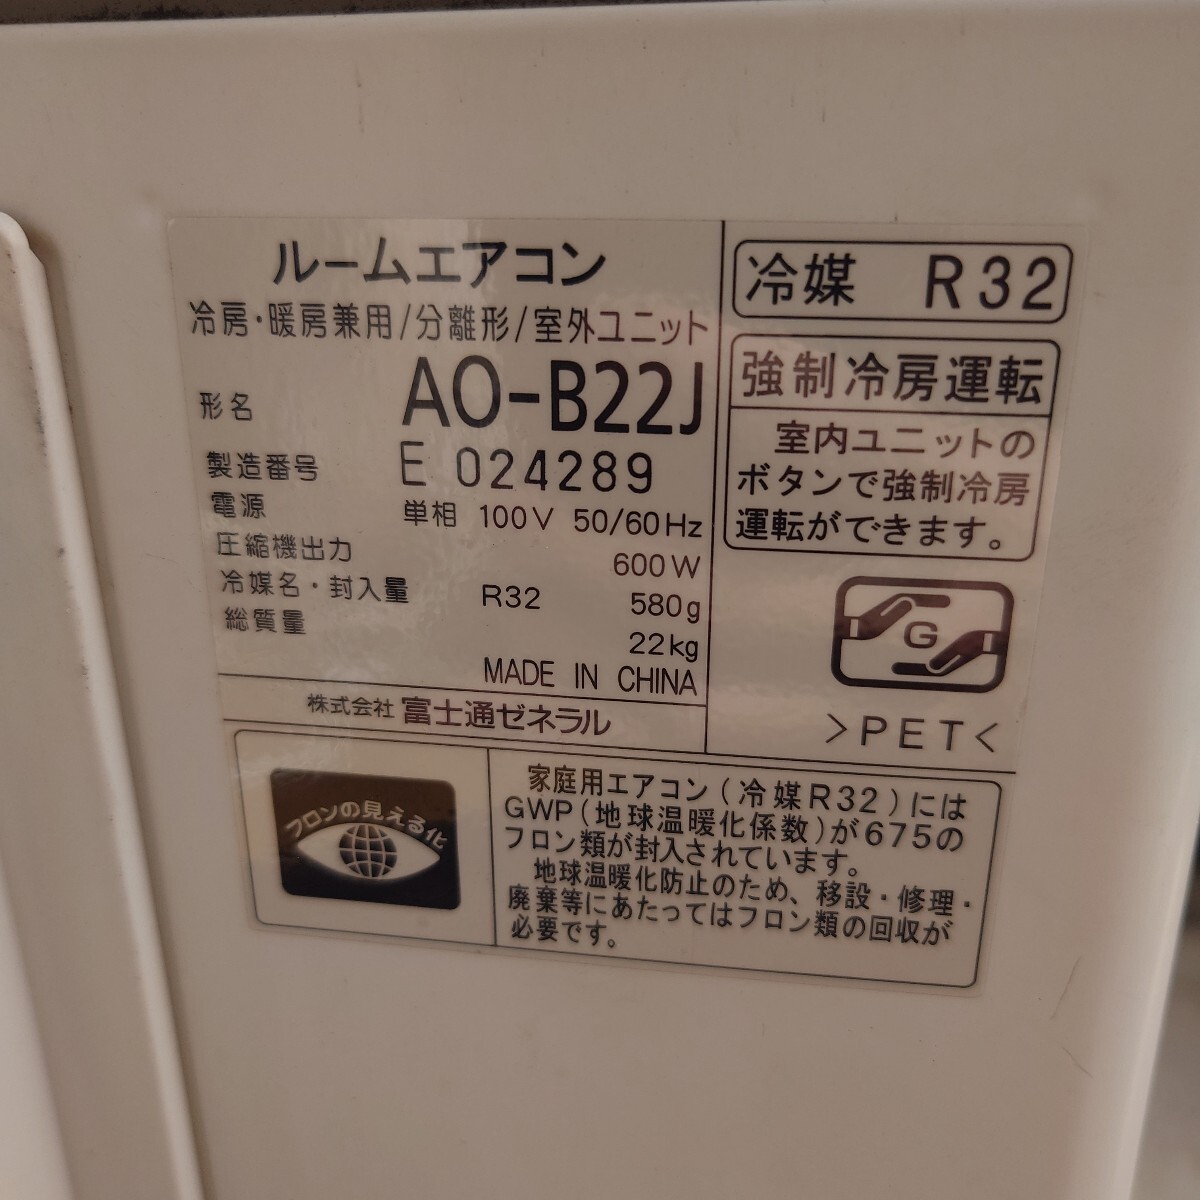 ルームエアコン
冷房・暖房兼用/分離形/室外ユニット
形名 AO-B22J
製造番号 E 024289
電源 単相 100V 50/60Hz
圧縮機出力 600W
冷媒名・封入量 R32 580g
総質量 22kg
MADE IN CHINA
株式会社 富士通ゼネラル
冷媒 R32
強制冷房運転
室内ユニットの
ボタンで強制冷房
運転ができます。
G
>PET<
フロンの見える化
家庭用エアコン(冷媒R32)には
GWP(地球温暖化係数)が675の
フロン類が封入されています。
地球温暖化防止のため、移設・修理・
廃棄等にあたってはフロン類の回収が
必要です。